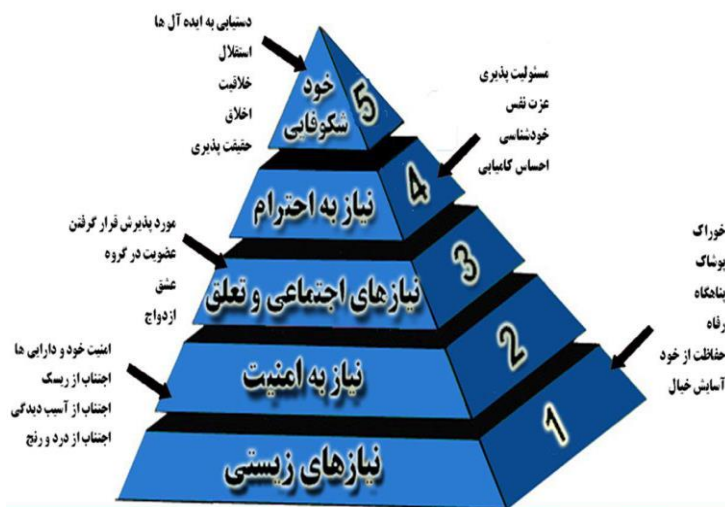 دستیابی به ایده آل ها
استقلال
خلاقیت
اخلاق
حقیقت پذیری
خود
شکوفایی
5
مسئولیت پذیری
عزت نفس
خودشناسی
احساس کامیابی
نیاز به احترام
4
مورد پذیرش قرار گرفتن
عضویت در گروه
عشق
ازدواج
نیازهای اجتماعی و تعلق
3
امنیت خود و دارایی ها
اجتناب از ریسک
اجتناب از آسیب دیدگی
اجتناب از درد و رنج
نیاز به امنیت
2
خوراک
پوشاک
پناهگاه
رفاه
حفاظت از خود
آسایش خیال
نیازهای زیستی
1